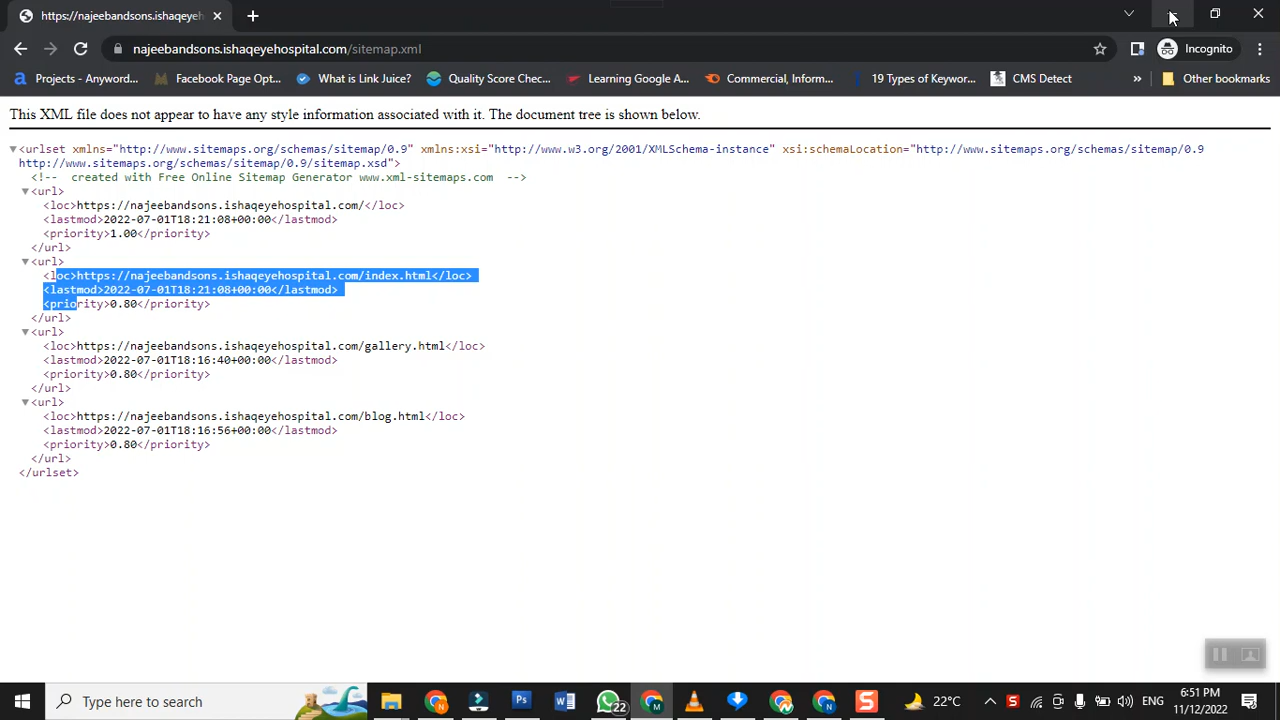 https://najeebandsons.ishaqeyeh
najeebandsons.ishaqeyehospital.com/sitemap.xml
Incognito
Projects - Anyword...
Facebook Page Opt...
What is Link Juice?
Quality Score Chec...
Learning Google A...
Commercial, Inform...
19 Types of Keywor...
CMS Detect
»
Other bookmarks
This XML file does not appear to have any style information associated with it. The document tree is shown below.
<urlset xmlns="http://www.sitemaps.org/schemas/sitemap/0.9" xmlns:xsi="http://www.w3.org/2001/XMLSchema-instance" xsi:schemaLocation="http://www.sitemaps.org/schemas/sitemap/0.9
http://www.sitemaps.org/schemas/sitemap/0.9/sitemap.xsd">
<!-- created with Free Online Sitemap Generator www.xml-sitemaps.com -->
<url>
<loc>https://najeebandsons.ishaqeyehospital.com/</loc>
<lastmod>2022-07-01T18:21:08+00:00</lastmod>
<priority>1.00</priority>
</url>
<url>
<loc>https://najeebandsons.ishaqeyehospital.com/index.html</loc>
<lastmod>2022-07-01T18:21:08+00:00</lastmod>
<priority>0.80</priority>
</url>
<url>
<loc>https://najeebandsons.ishaqeyehospital.com/gallery.html</loc>
<lastmod>2022-07-01T18:16:40+00:00</lastmod>
<priority>0.80</priority>
</url>
<url>
<loc>https://najeebandsons.ishaqeyehospital.com/blog.html</loc>
<lastmod>2022-07-01T18:16:56+00:00</lastmod>
<priority>0.80</priority>
</url>
</urlset>
Type here to search
22
22°C
ENG
6:51 PM
11/12/2022